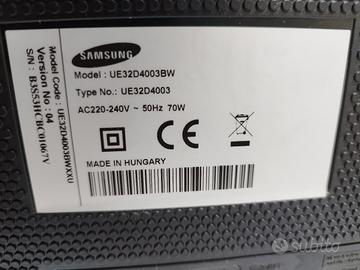 SAMSUNG
Model : UE32D4003BW
Type No.: UE32D4003
AC220-240V ~ 50Hz 70W
CE
MADE IN HUNGARY
Model Code : UE32D4003BWXXU
Version No : 04
S/N :
subito